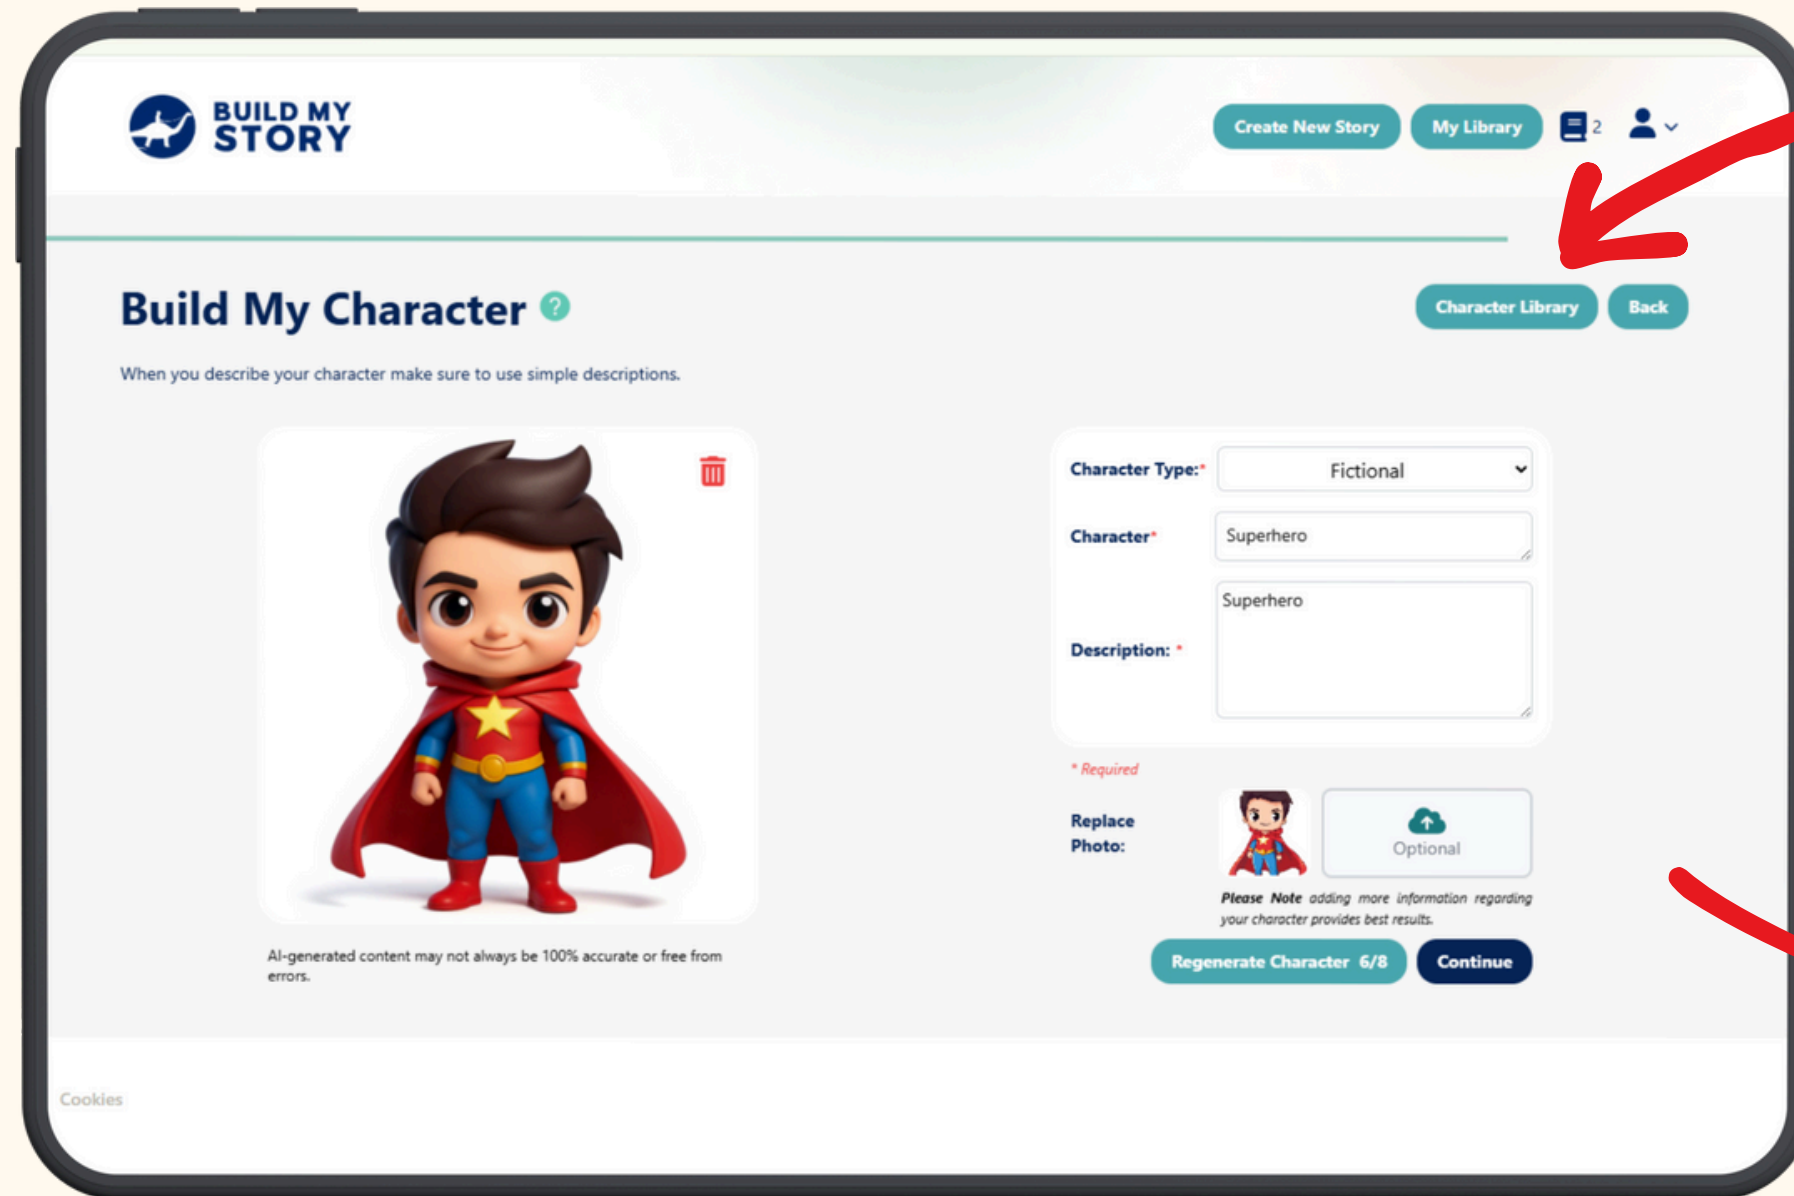 BUILD MY
STORY
Create New Story
My Library
2
Build My Character ?
Character Library
Back
When you describe your character make sure to use simple descriptions.
Character Type:*
Fictional
Character*
Superhero
Description: *
Superhero
* Required
Replace
Photo:
Optional
Please Note adding more information regarding
your character provides best results.
Regenerate Character 6/8
Continue
AI-generated content may not always be 100% accurate or free from
errors.
Cookies